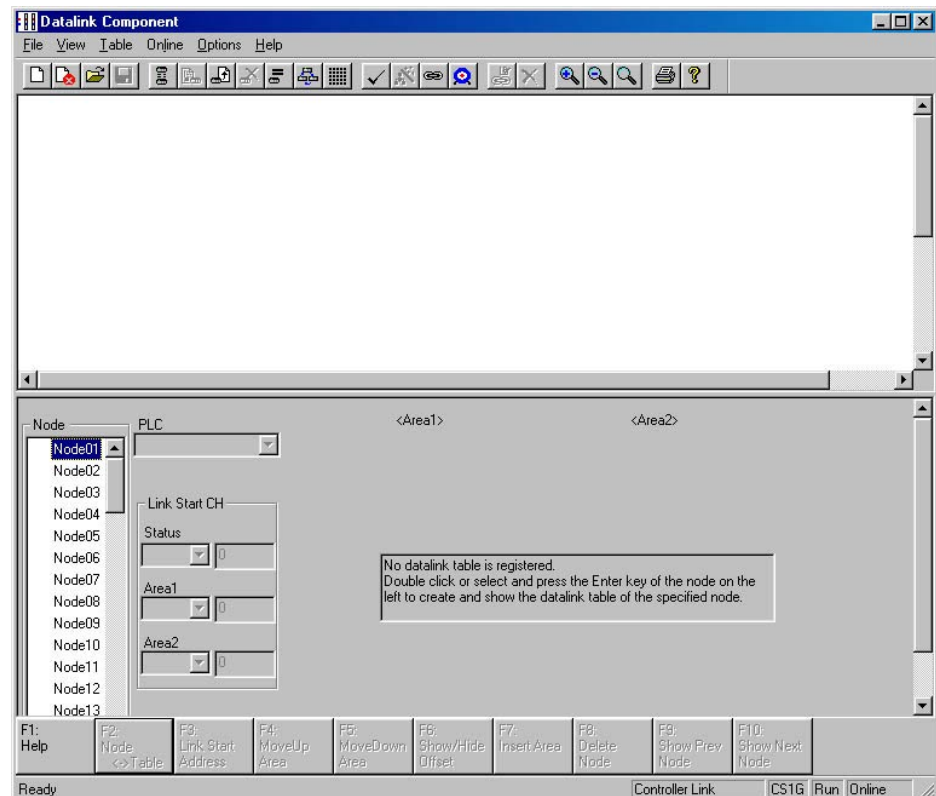 Datalink Component
File View Table Online Options Help
Node
PLC
<Area1>
<Area2>
Node01
Node02
Node03
Node04
Node05
Node06
Node07
Node08
Node09
Node10
Node11
Node12
Node13
Link Start CH
Status
0
Area1
0
Area2
0
No datalink table is registered.
Double click or select and press the Enter key of the node on the
left to create and show the datalink table of the specified node.
F1:
Help
F2:
Node
<->Table
F3:
Link Start
Address
F4:
MoveUp
Area
F5:
MoveDown
Area
F6:
Show/Hide
Offset
F7:
Insert Area
F8:
Delete
Node
F9:
Show Prev
Node
F10:
Show Next
Node
Ready
Controller Link
CS1G
Run
Online